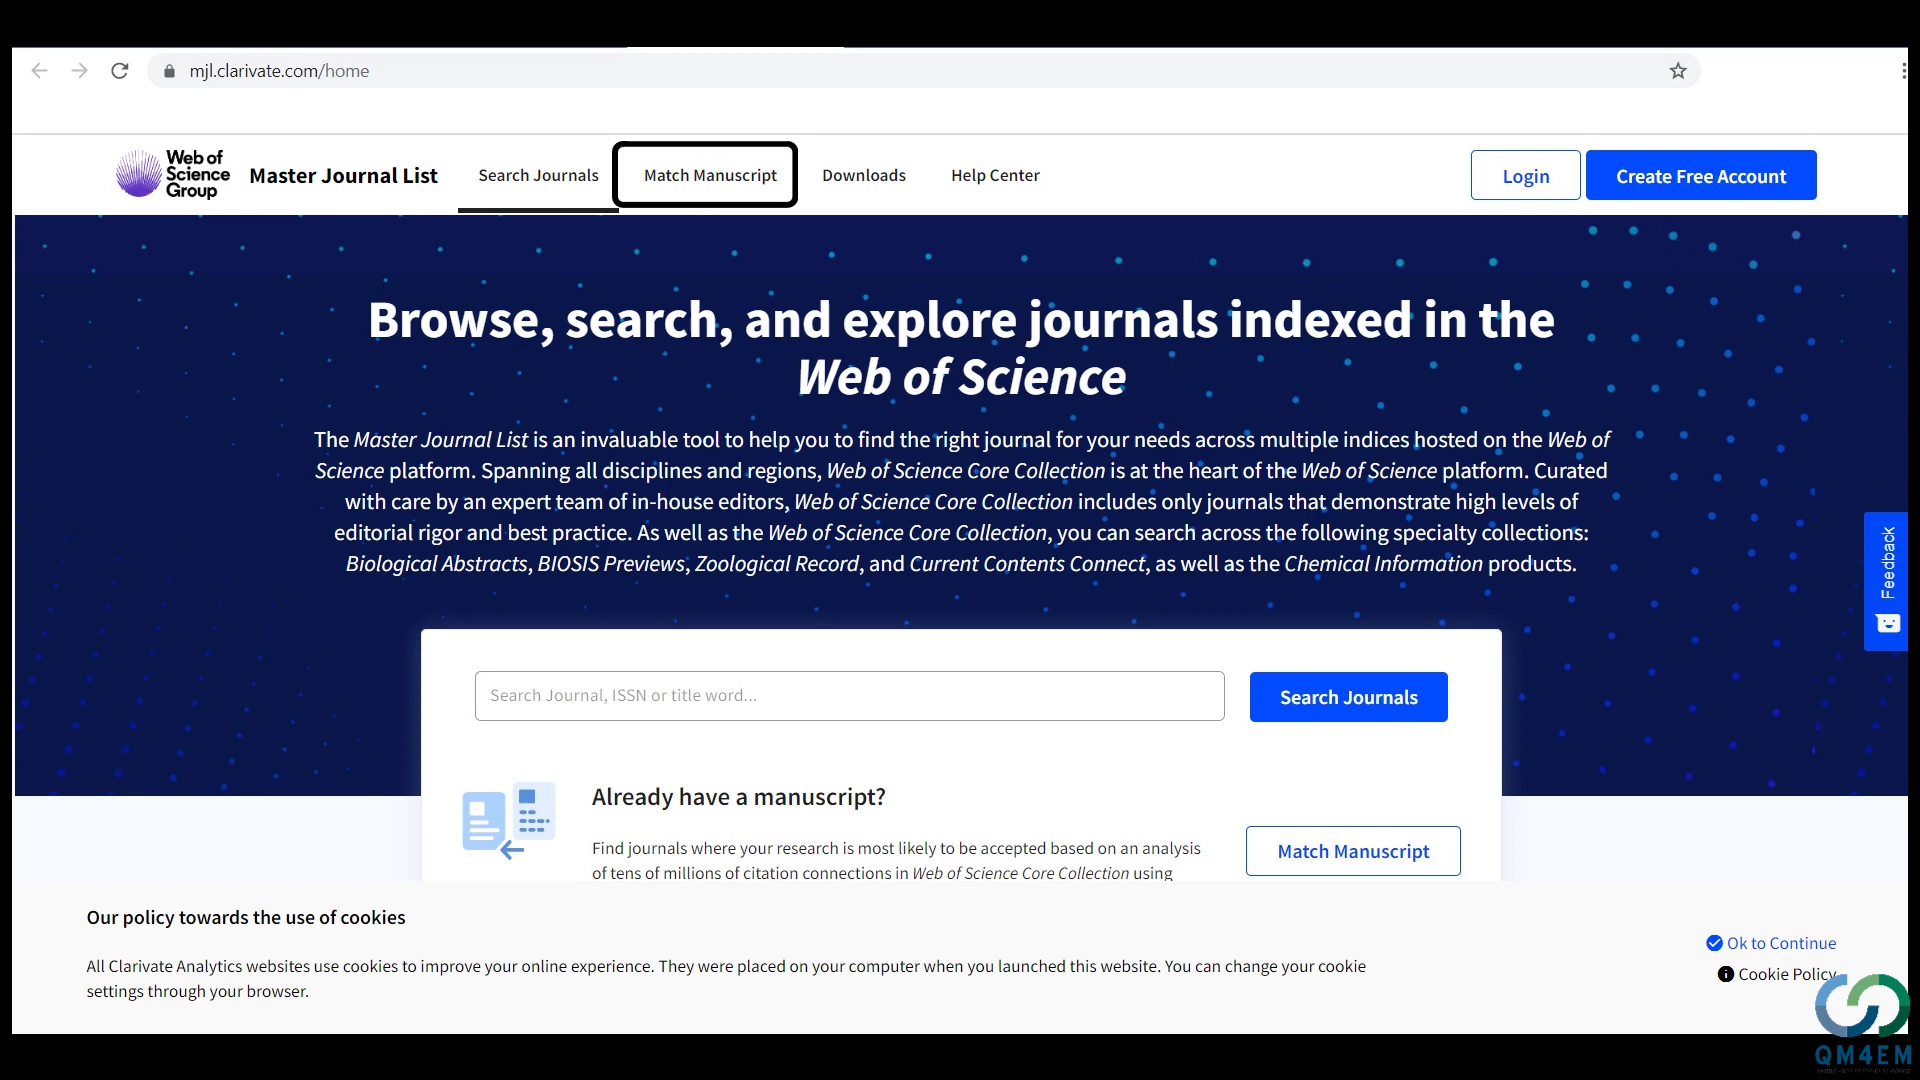 mjl.clarivate.com/home
Web of
Science
Group
Master Journal List
Search Journals
Match Manuscript
Downloads
Help Center
Login
Create Free Account
Browse, search, and explore journals indexed in the
Web of Science
The Master Journal List is an invaluable tool to help you to find the right journal for your needs across multiple indices hosted on the Web of
Science platform. Spanning all disciplines and regions, Web of Science Core Collection is at the heart of the Web of Science platform. Curated
with care by an expert team of in-house editors, Web of Science Core Collection includes only journals that demonstrate high levels of
editorial rigor and best practice. As well as the Web of Science Core Collection, you can search across the following specialty collections:
Biological Abstracts, BIOSIS Previews, Zoological Record, and Current Contents Connect, as well as the Chemical Information products.
Feedback
Search Journal, ISSN or title word...
Search Journals
Already have a manuscript?
Find journals where your research is most likely to be accepted based on an analysis
of tens of millions of citation connections in Web of Science Core Collection using
Match Manuscript
Our policy towards the use of cookies
All Clarivate Analytics websites use cookies to improve your online experience. They were placed on your computer when you launched this website. You can change your cookie
settings through your browser.
Ok to Continue
Cookie Policy
QM4EM